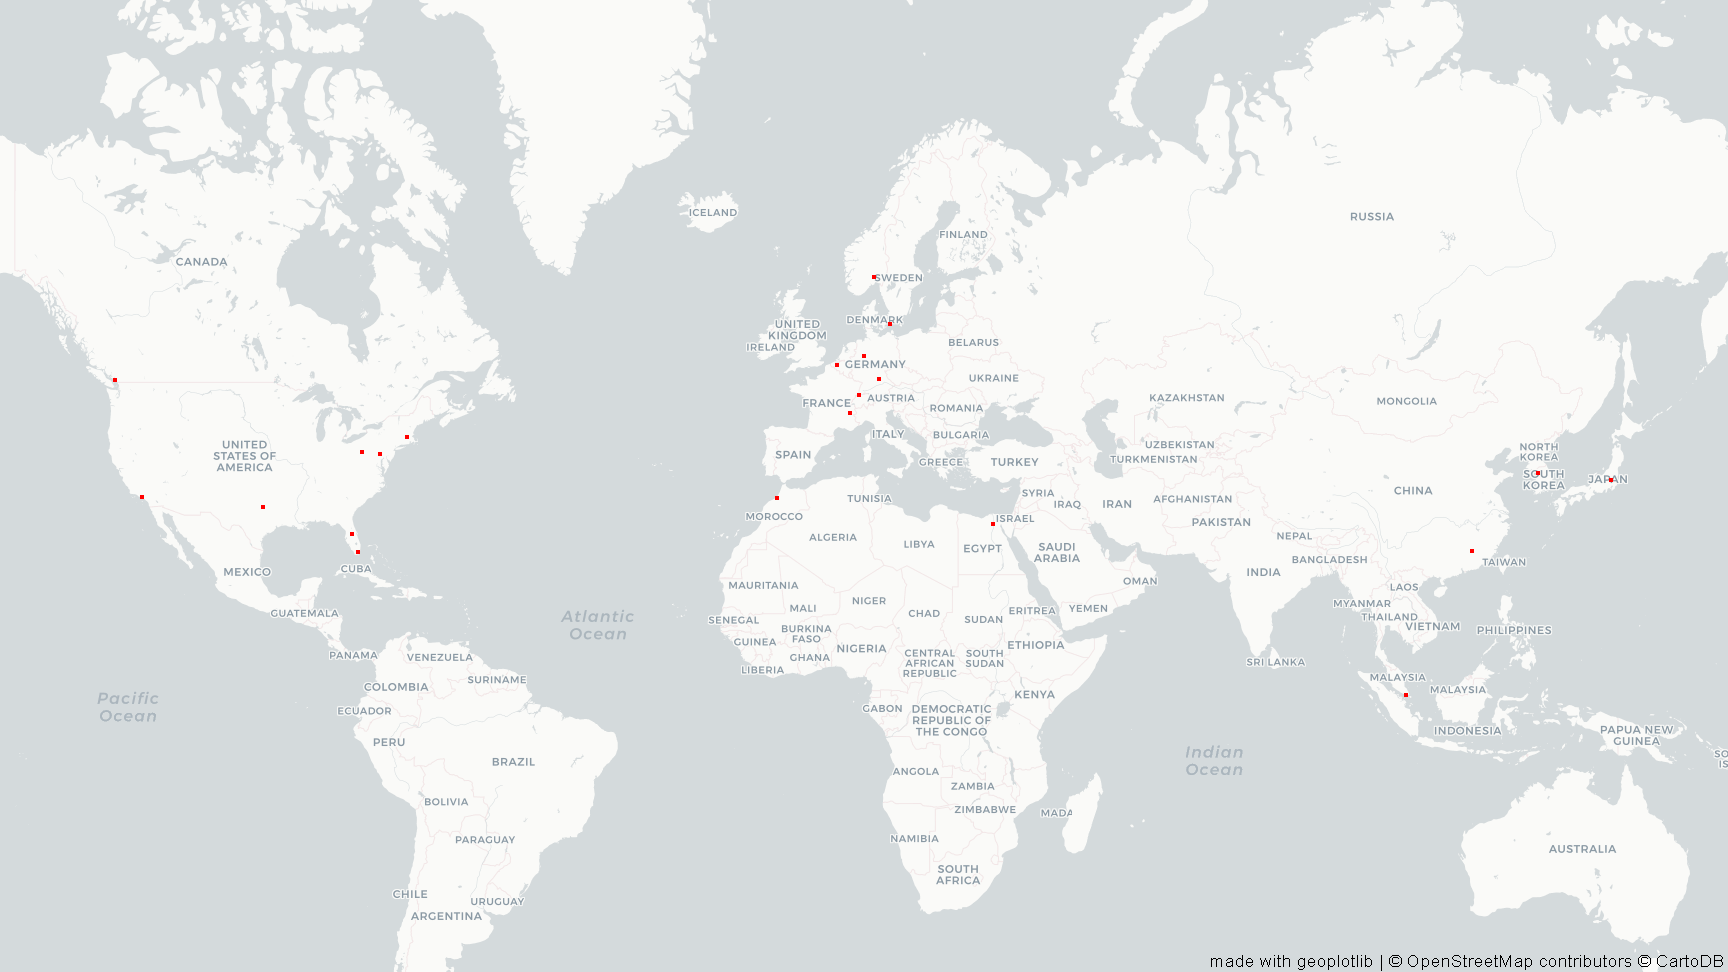 ICELAND
RUSSIA
FINLAND
CANADA
SWEDEN
DENMARK
UNITED
KINGDOM
IRELAND
BELARUS
GERMANY
UKRAINE
KAZAKHSTAN
MONGOLIA
FRANCE
AUSTRIA
ROMANIA
ITALY
BULGARIA
UNITED
STATES OF
AMERICA
UZBEKISTAN
NORTH
KOREA
SPAIN
GREECE
TURKEY
TURKMENISTAN
SOUTH
KOREA
JAPAN
TUNISIA
SYRIA
IRAQ
IRAN
AFGHANISTAN
CHINA
MOROCCO
ISRAEL
PAKISTAN
ALGERIA
LIBYA
EGYPT
NEPAL
SAUDI
ARABIA
BANGLADESH
TAIWAN
MEXICO
CUBA
INDIA
OMAN
LAOS
MAURITANIA
NIGER
MALI
CHAD
SUDAN
ERITREA
YEMEN
MYANMAR
GUATEMALA
Atlantic
Ocean
SENEGAL
BURKINA
FASO
THAILAND
VIETNAM
PHILIPPINES
GUINEA
NIGERIA
ETHIOPIA
PANAMA
VENEZUELA
GHANA
CENTRAL
AFRICAN
REPUBLIC
SOUTH
SUDAN
SRI LANKA
LIBERIA
COLOMBIA
SURINAME
MALAYSIA
MALAYSIA
KENYA
Pacific
Ocean
ECUADOR
GABON
DEMOCRATIC
REPUBLIC OF
THE CONGO
INDONESIA
PAPUA NEW
GUINEA
PERU
BRAZIL
Indian
Ocean
SO
IS
ANGOLA
ZAMBIA
BOLIVIA
ZIMBABWE
MADA
PARAGUAY
NAMIBIA
AUSTRALIA
SOUTH
AFRICA
CHILE
URUGUAY
ARGENTINA
made with geoplotlib | © OpenStreetMap contributors © CartoDB